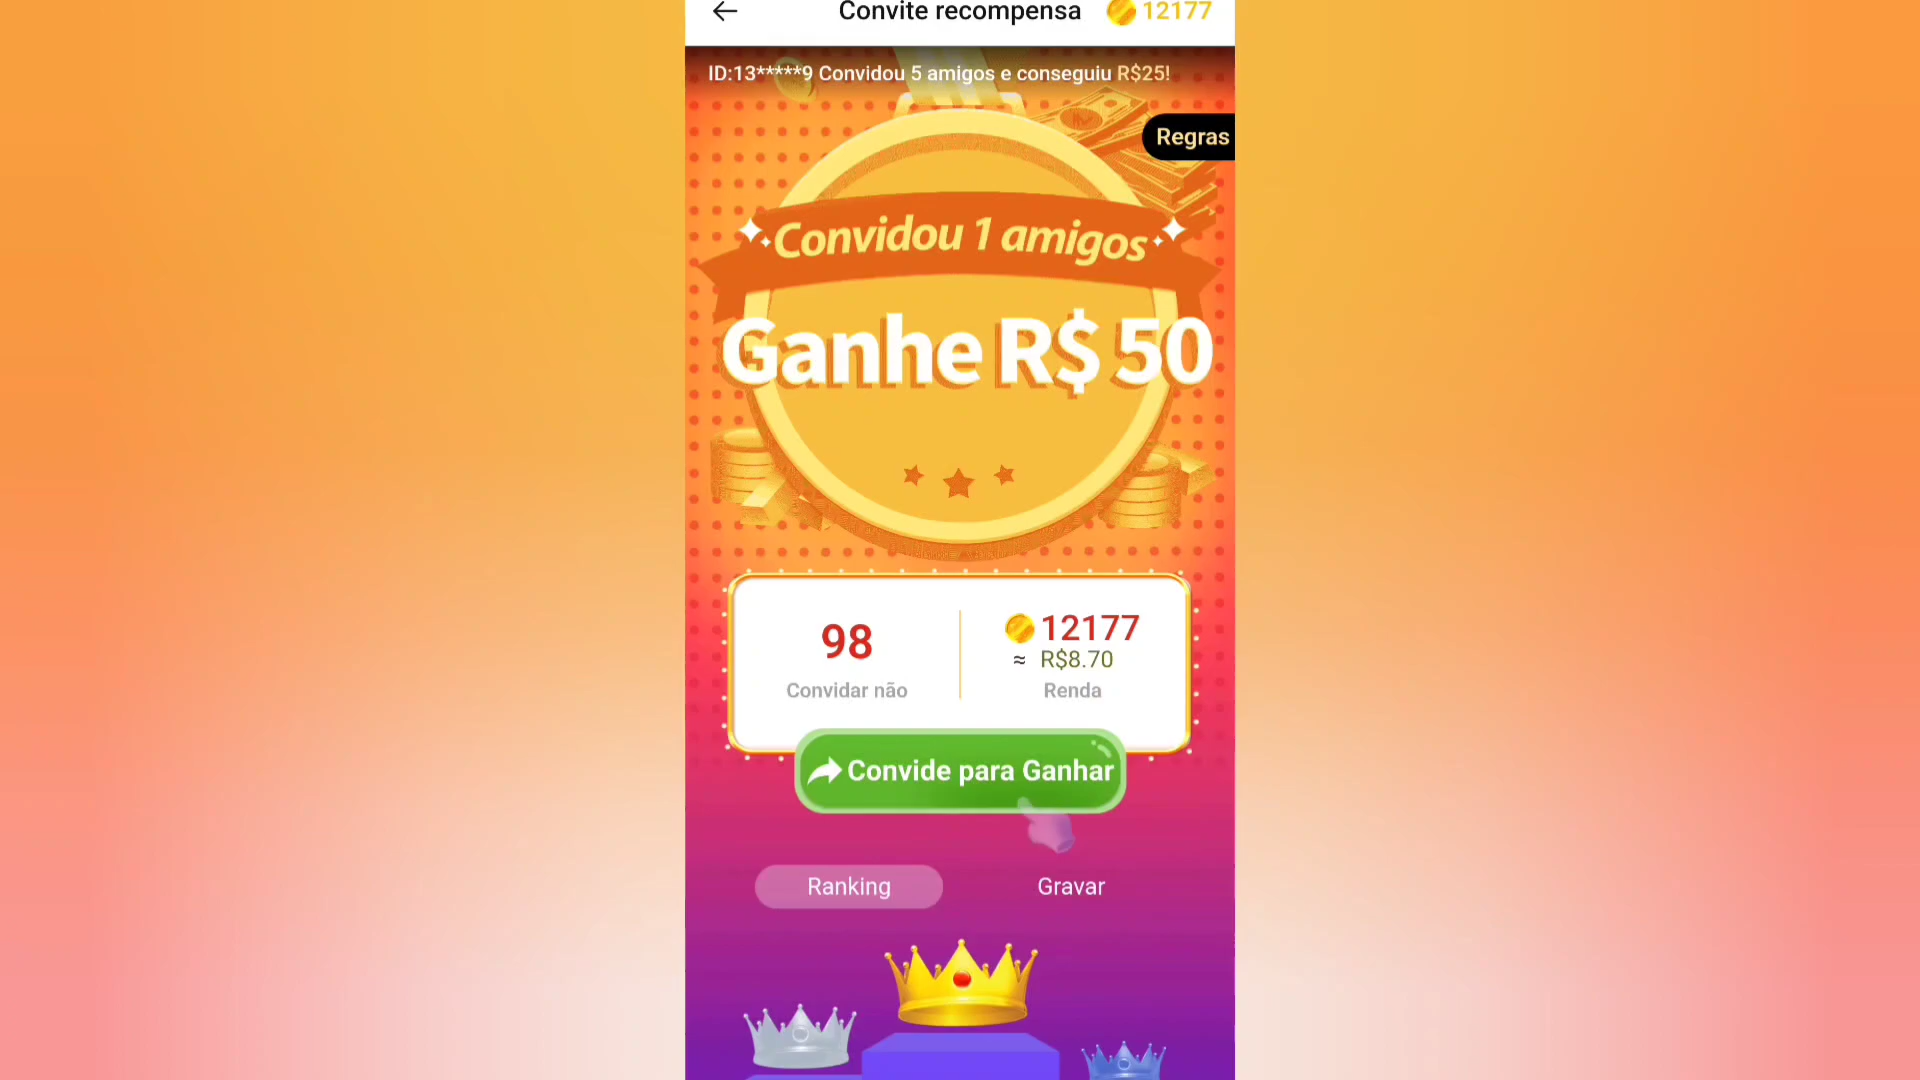 Convite recompensa
12177
ID:13*****9 Convidou 5 amigos e conseguiu R$25!
Regras
Convidou 1 amigos
Ganhe R$ 50
98
12177
≈ R$8.70
Convidar não
Renda
Convide para Ganhar
Ranking
Gravar